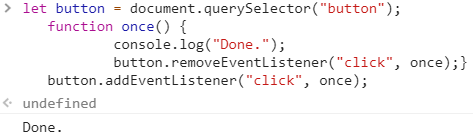 > let button = document.querySelector("button");
function once() {
console.log("Done.");
button.removeEventListener("click", once);}
button.addEventListener("click", once);
undefined
Done.